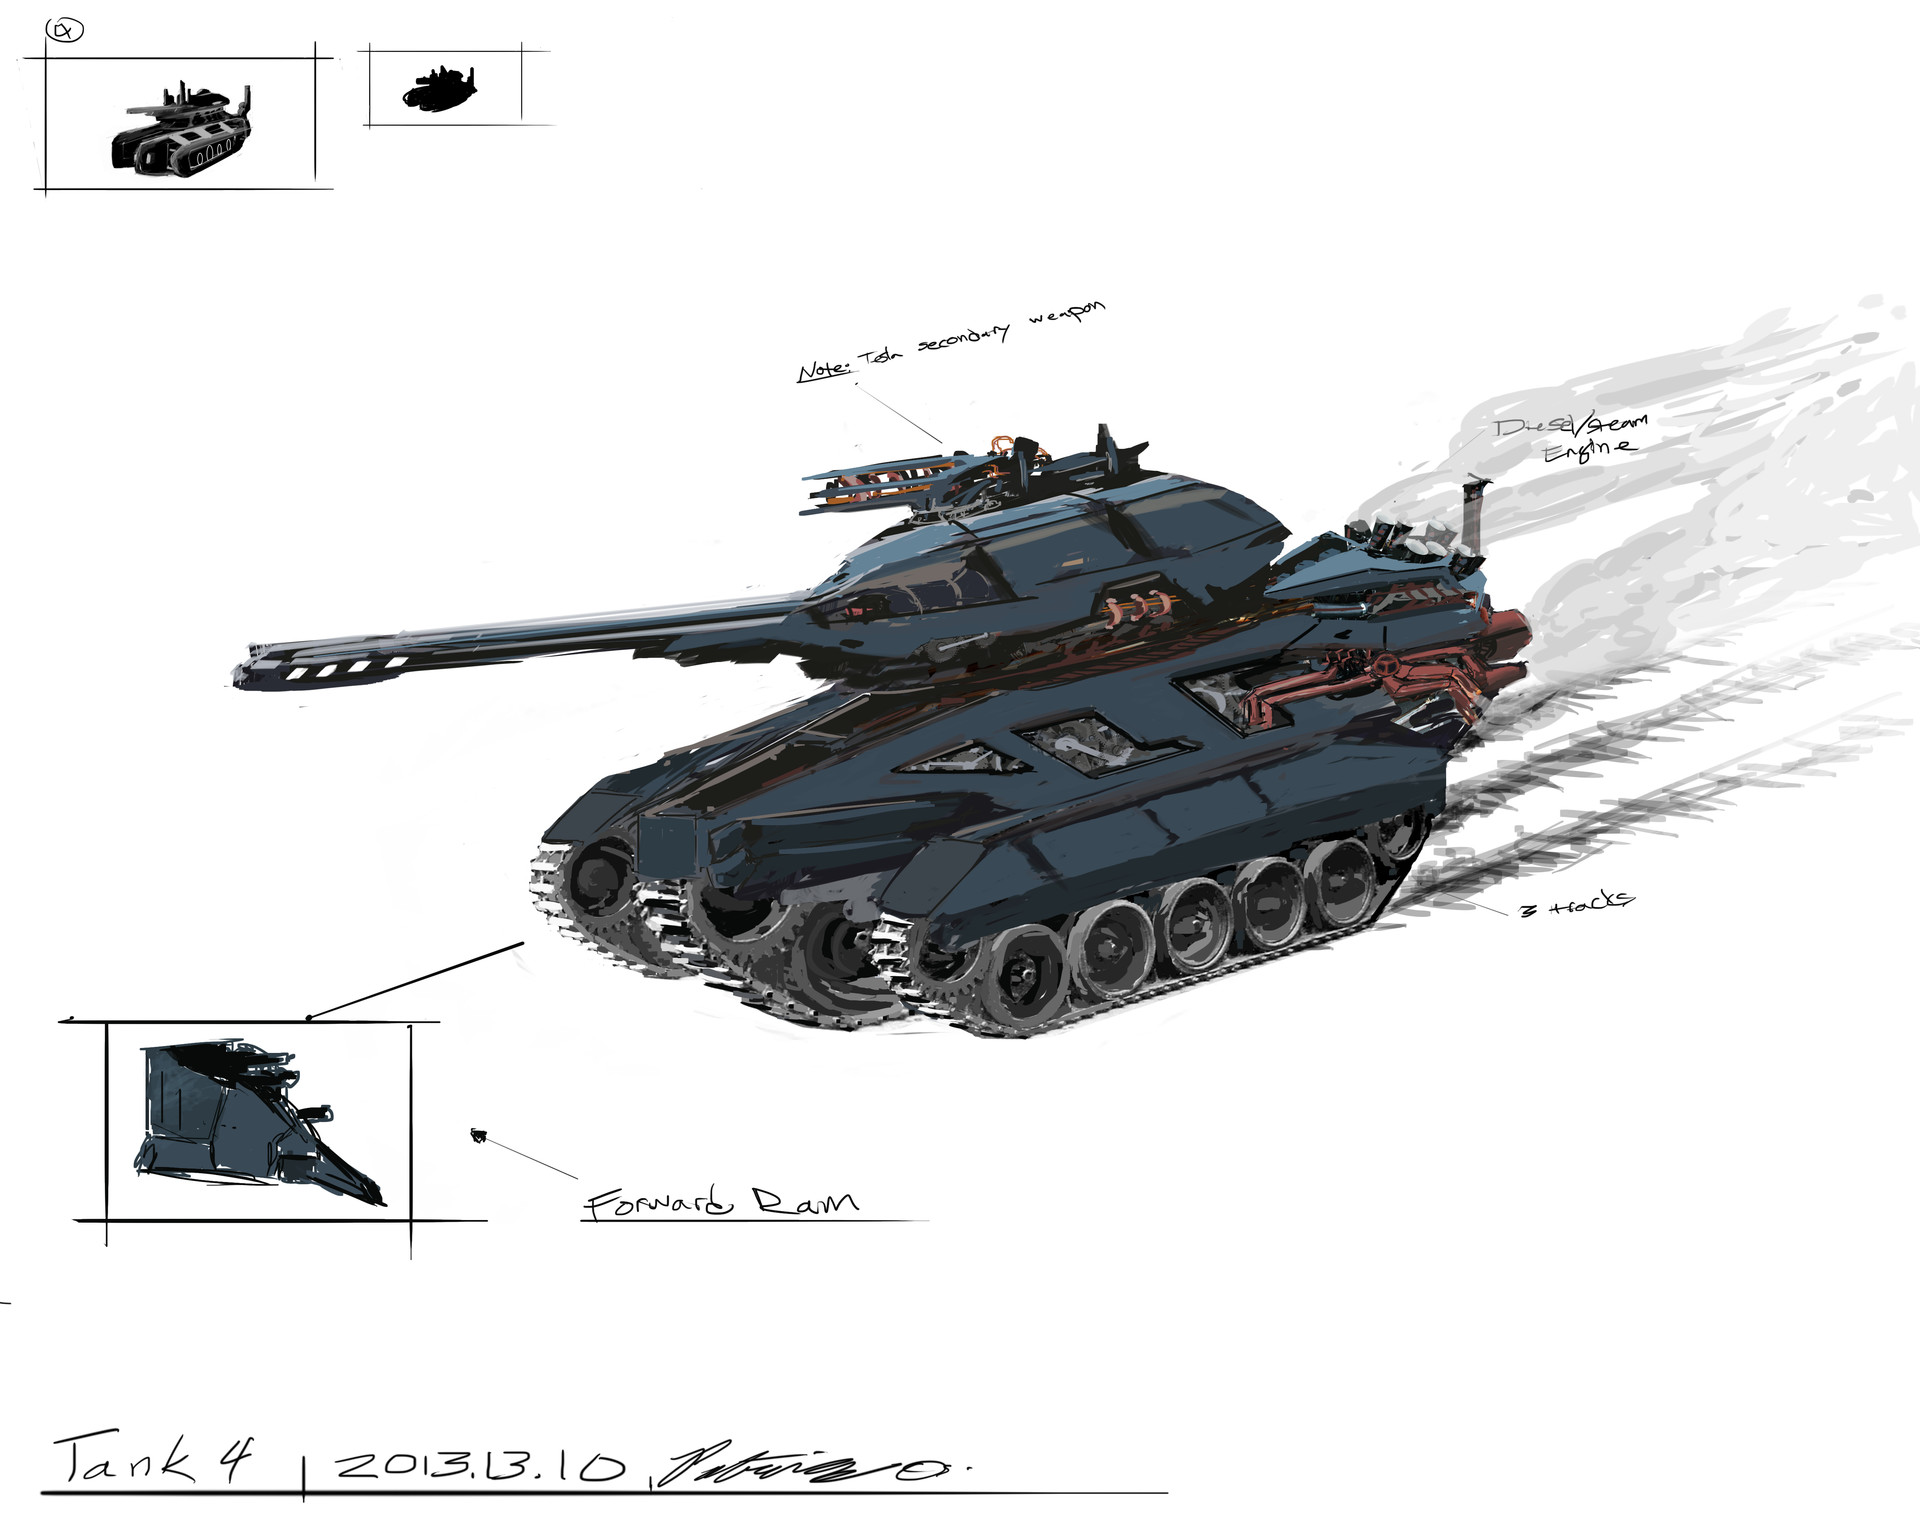 Note: Tesla secondary weapon
Diesel/steam
Engine
3 tracks
Forward Ram
Tank 4 | 2013.13.10